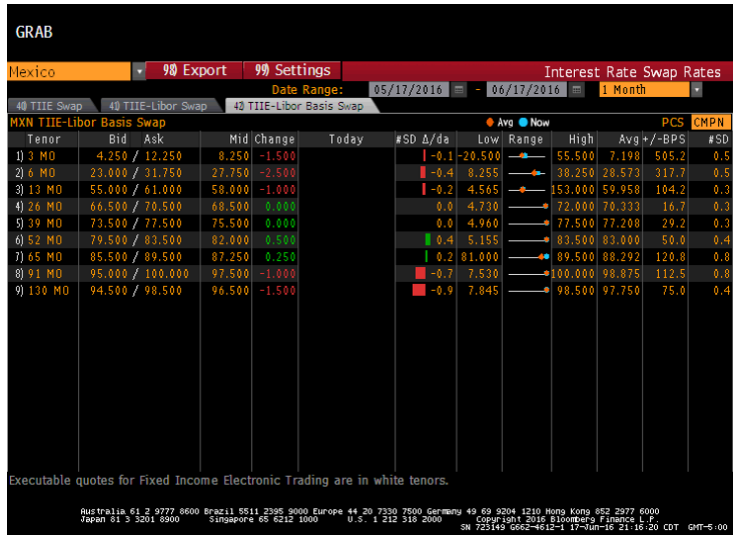 GRAB
Mexico 98) Export 99) Settings Interest Rate Swap Rates
Date Range: 05/17/2016 - 06/17/2016 1 Month
40) TIIE Swap 41) TIIE-Libor Swap 42) TIIE-Libor Basis Swap
MXN TIIE-Libor Basis Swap Avg Now PCS CMPN
Tenor Bid Ask Mid Change Today #SD Δ/da Low Range High Avg +/-BPS #SD
1) 3 MO 4.250 / 12.250 8.250 -1.500 -0.1 -20.500 55.500 7.198 505.2 0.5
2) 6 MO 23.000 / 31.750 27.750 -2.500 -0.4 8.255 38.250 28.573 317.7 0.5
3) 13 MO 55.000 / 61.000 58.000 -1.000 -0.2 4.565 153.000 59.958 104.2 0.3
4) 26 MO 66.500 / 70.500 68.500 0.000 0.0 4.730 72.000 70.333 16.7 0.3
5) 39 MO 73.500 / 77.500 75.500 0.000 0.0 4.960 77.500 77.208 29.2 0.3
6) 52 MO 79.500 / 83.500 82.000 0.500 0.4 5.155 83.500 83.000 50.0 0.4
7) 65 MO 85.500 / 89.500 87.250 0.250 0.2 81.000 89.500 88.292 120.8 0.8
8) 91 MO 95.000 / 100.000 97.500 -1.000 -0.7 7.530 100.000 98.875 112.5 0.8
9) 130 MO 94.500 / 98.500 96.500 -1.500 -0.9 7.845 98.500 97.750 75.0 0.4
Executable quotes for Fixed Income Electronic Trading are in white tenors.
Australia 61 2 9777 8600 Brazil 5511 2395 9000 Europe 44 20 7330 7500 Germany 49 69 9204 1210 Hong Kong 852 2977 6000
Japan 81 3 3201 8900 Singapore 65 6212 1000 U.S. 1 212 318 2000 Copyright 2016 Bloomberg Finance L.P.
SN 723149 G662-4612-1 17-Jun-16 21:16:20 CDT GMT-5:00